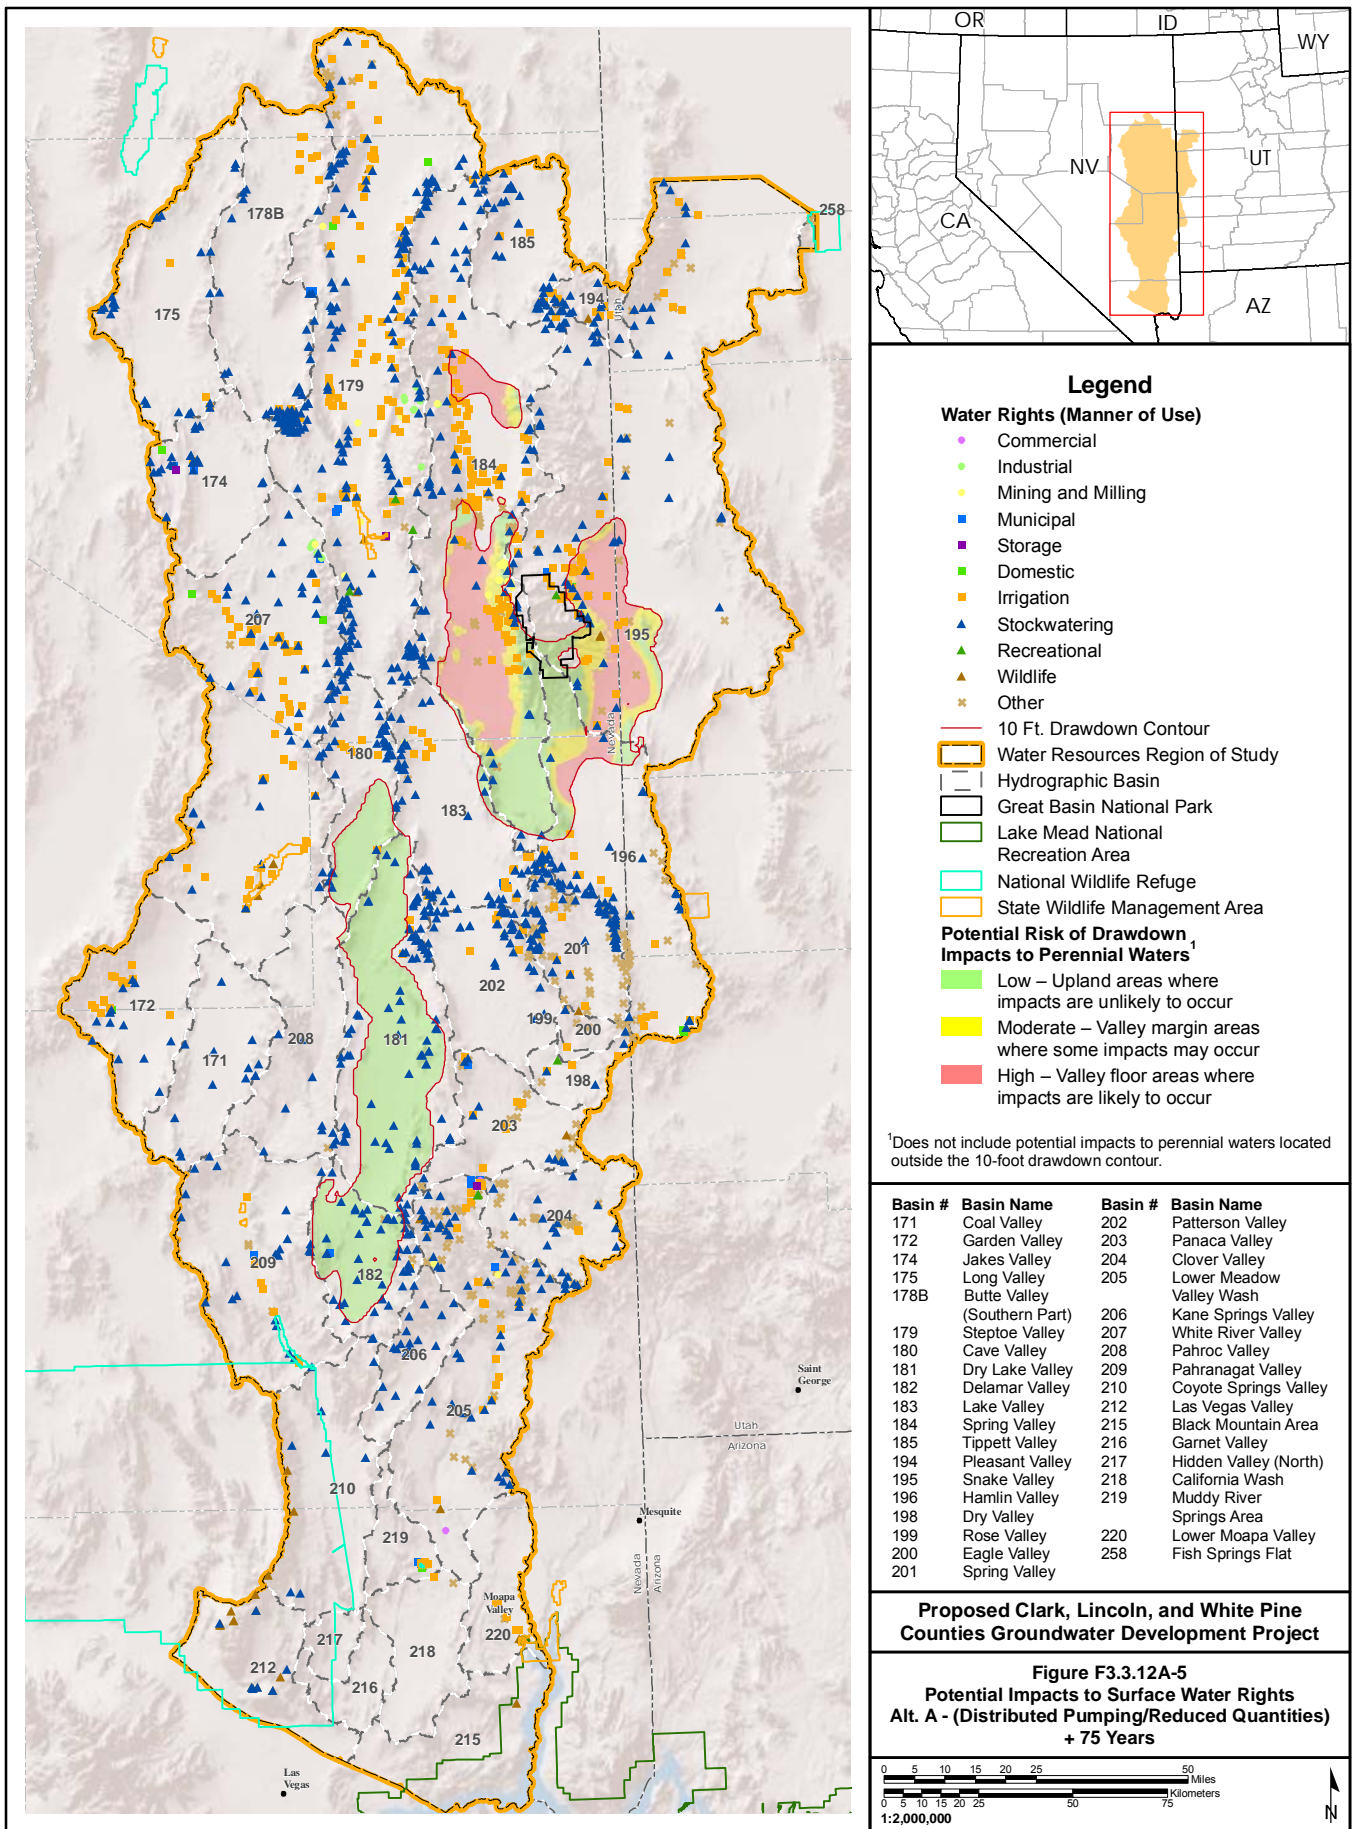 OR
ID
WY
NV
UT
CA
AZ
258
178B
185
194
Utah
175
179
184
174
207
195
Nevada
180
183
196
201
202
172
199
200
208
181
171
198
203
204
209
182
206
Saint
George
205
Utah
Arizona
210
219
Mesquite
Nevada
Arizona
Moapa
Valley
217
218
220
212
216
215
Las
Vegas
Legend
Water Rights (Manner of Use)
Commercial
Industrial
Mining and Milling
Municipal
Storage
Domestic
Irrigation
Stockwatering
Recreational
Wildlife
Other
10 Ft. Drawdown Contour
Water Resources Region of Study
Hydrographic Basin
Great Basin National Park
Lake Mead National
Recreation Area
National Wildlife Refuge
State Wildlife Management Area
Potential Risk of Drawdown
Impacts to Perennial Waters1
Low – Upland areas where
impacts are unlikely to occur
Moderate – Valley margin areas
where some impacts may occur
High – Valley floor areas where
impacts are likely to occur
1Does not include potential impacts to perennial waters located
outside the 10-foot drawdown contour.
Basin # Basin Name Basin # Basin Name
171 Coal Valley 202 Patterson Valley
172 Garden Valley 203 Panaca Valley
174 Jakes Valley 204 Clover Valley
175 Long Valley 205 Lower Meadow
178B Butte Valley Valley Wash
(Southern Part) 206 Kane Springs Valley
179 Steptoe Valley 207 White River Valley
180 Cave Valley 208 Pahroc Valley
181 Dry Lake Valley 209 Pahranagat Valley
182 Delamar Valley 210 Coyote Springs Valley
183 Lake Valley 212 Las Vegas Valley
184 Spring Valley 215 Black Mountain Area
185 Tippett Valley 216 Garnet Valley
194 Pleasant Valley 217 Hidden Valley (North)
195 Snake Valley 218 California Wash
196 Hamlin Valley 219 Muddy River
198 Dry Valley Springs Area
199 Rose Valley 220 Lower Moapa Valley
200 Eagle Valley 258 Fish Springs Flat
201 Spring Valley
Proposed Clark, Lincoln, and White Pine
Counties Groundwater Development Project
Figure F3.3.12A-5
Potential Impacts to Surface Water Rights
Alt. A - (Distributed Pumping/Reduced Quantities)
+ 75 Years
0 5 10 15 20 25 50
Miles
Kilometers
0 5 10 15 20 25 50 75
1:2,000,000
N